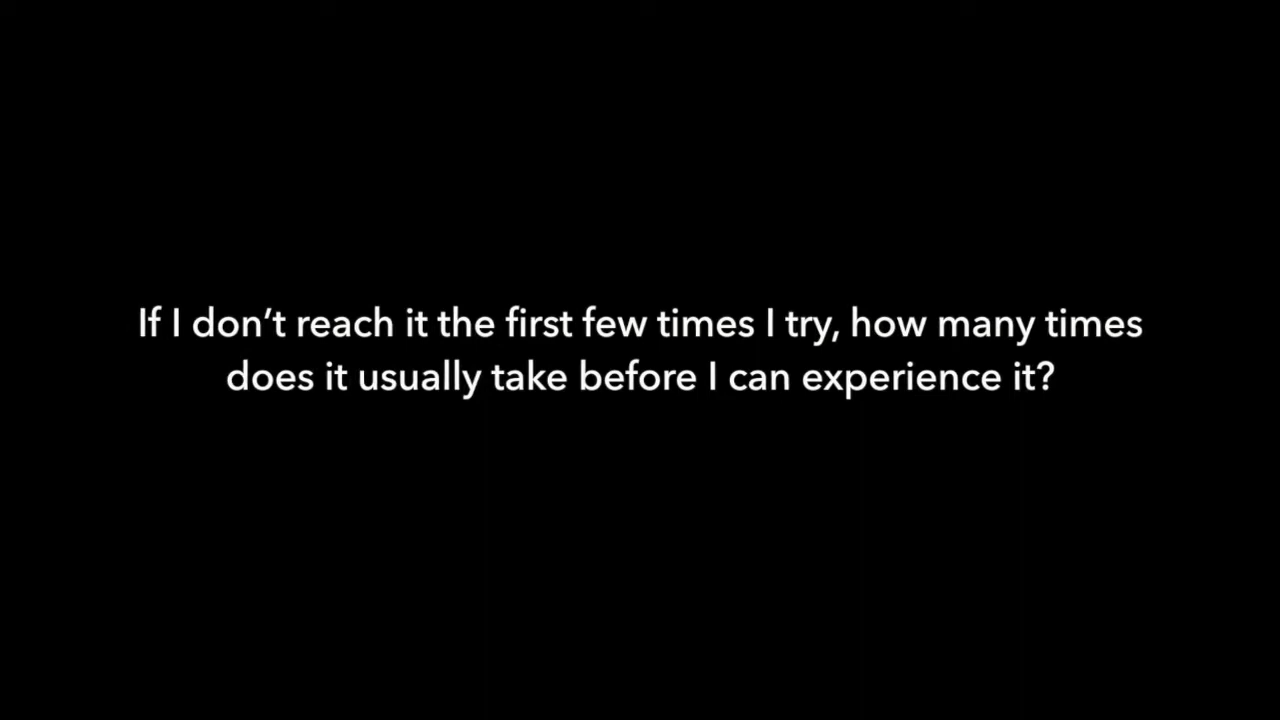 If I don’t reach it the first few times I try, how many times
does it usually take before I can experience it?